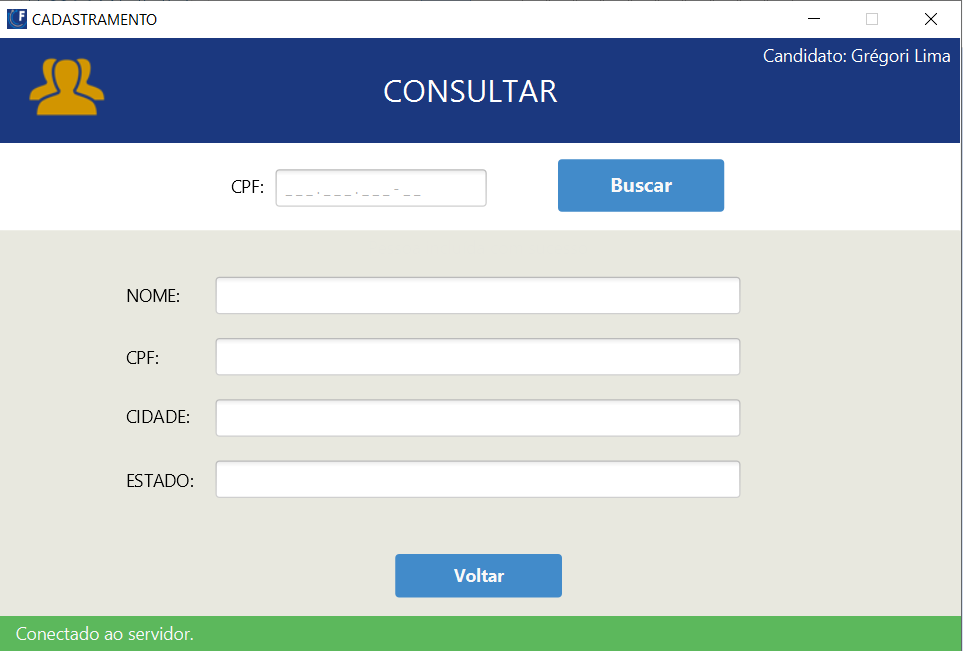 CADASTRAMENTO
Candidato: Grégori Lima
CONSULTAR
CPF: ___.___.___-__ Buscar
NOME:
CPF:
CIDADE:
ESTADO:
Voltar
Conectado ao servidor.